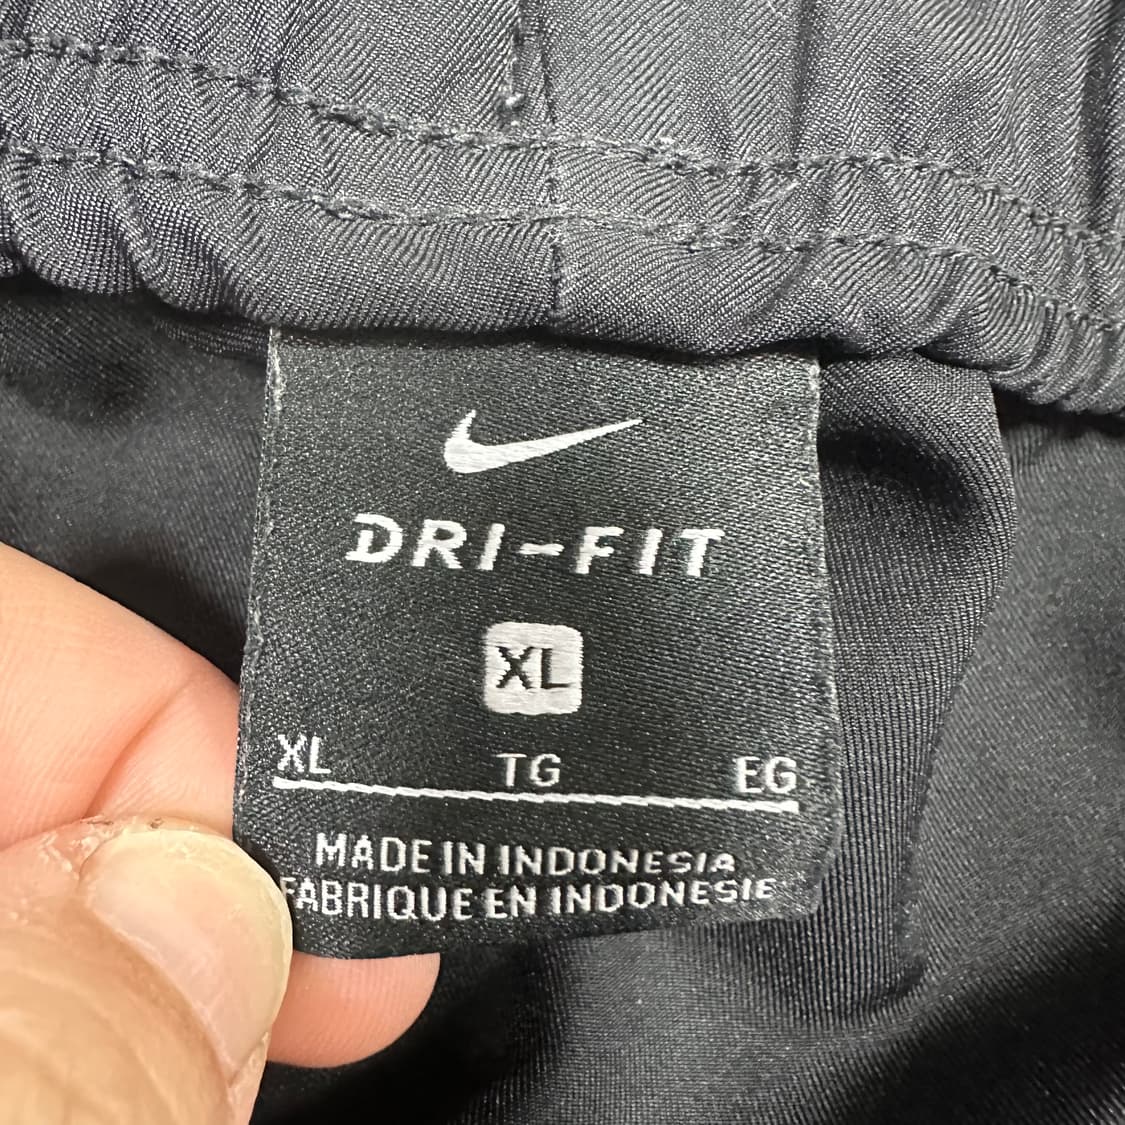 DRI-FIT
XL
XL TG EG
MADE IN INDONESIA
FABRIQUE EN INDONESIE